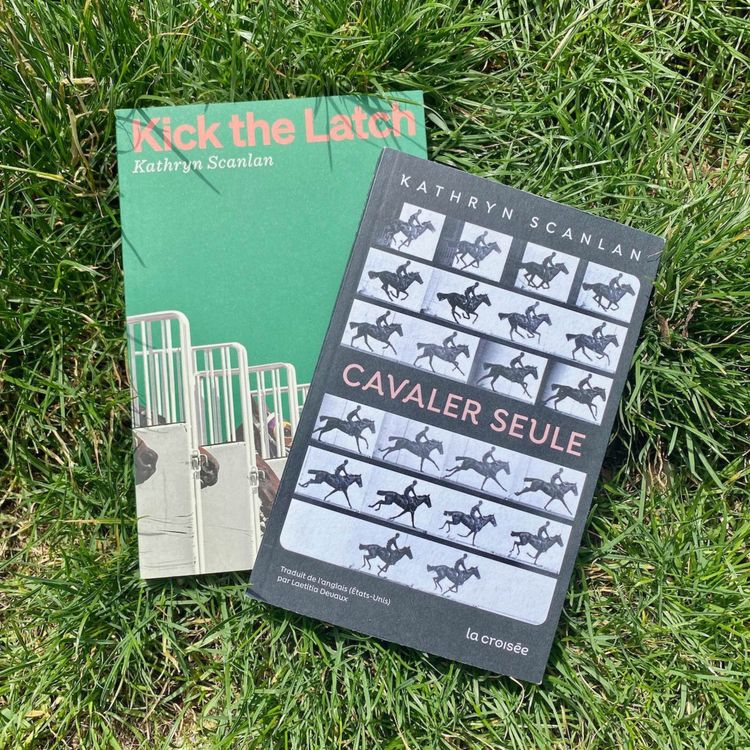 Kick the Latch
Kathryn Scanlan
KATHRYN SCANLAN
CAVALER SEULE
Traduit de l'anglais (États-Unis)
par Laetitia Devaux
la croisée